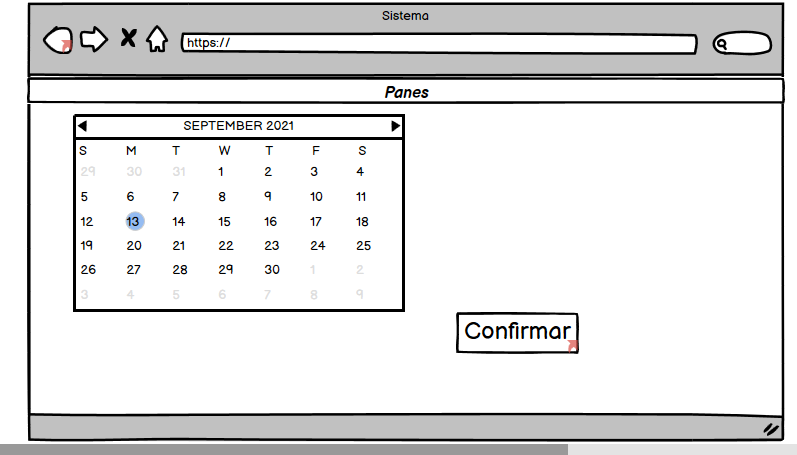 Sistema
https://
Panes
SEPTEMBER 2021
S M T W T F S
29 30 31 1 2 3 4
5 6 7 8 9 10 11
12 13 14 15 16 17 18
19 20 21 22 23 24 25
26 27 28 29 30 1 2
3 4 5 6 7 8 9
Confirmar